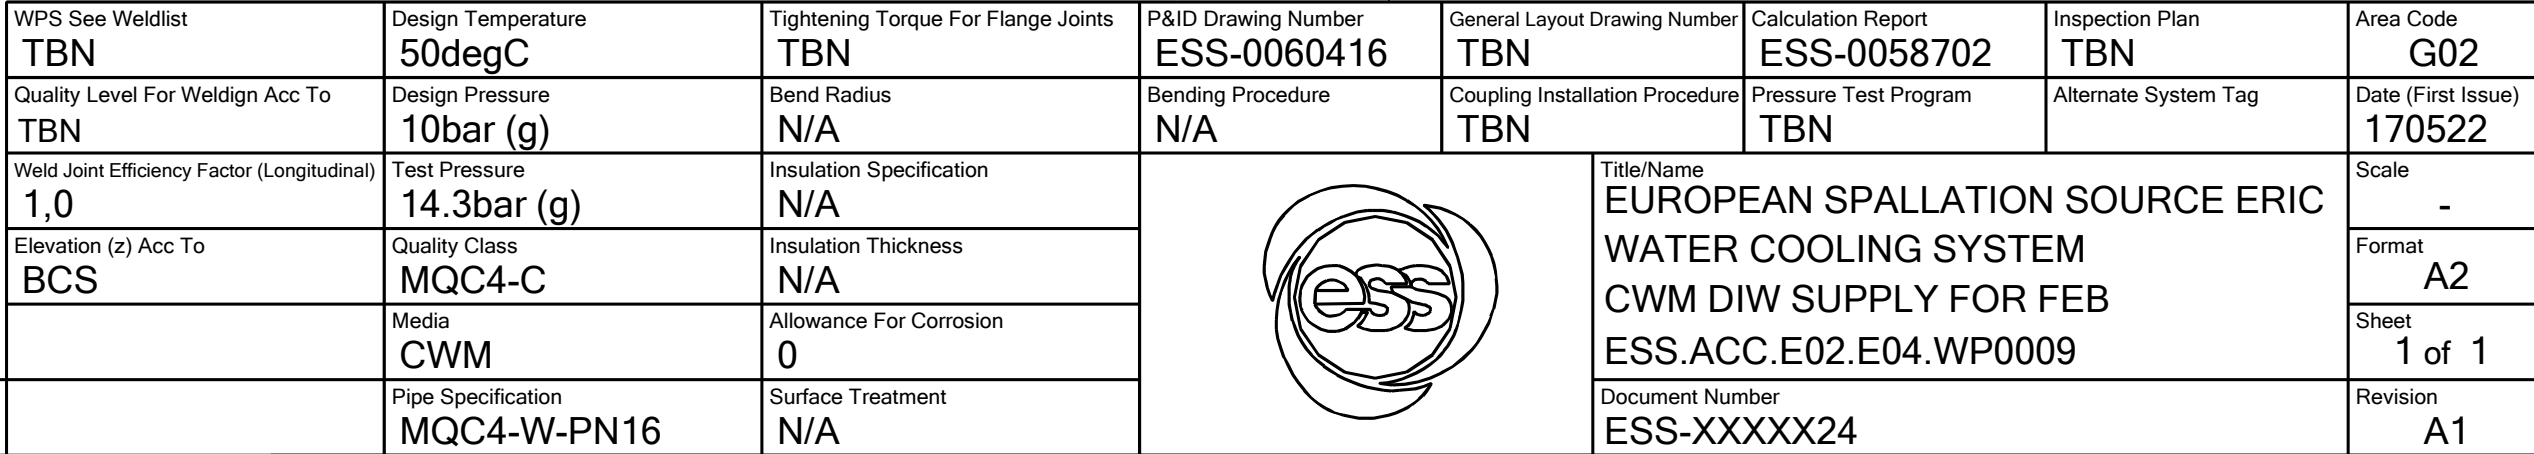 WPS See Weldlist
TBN
Design Temperature
50degC
Tightening Torque For Flange Joints
TBN
P&ID Drawing Number
ESS-0060416
General Layout Drawing Number
TBN
Calculation Report
ESS-0058702
Inspection Plan
TBN
Area Code
G02
Quality Level For Weldign Acc To
TBN
Design Pressure
10bar (g)
Bend Radius
N/A
Bending Procedure
N/A
Coupling Installation Procedure
TBN
Pressure Test Program
TBN
Alternate System Tag
Date (First Issue)
170522
Weld Joint Efficiency Factor (Longitudinal)
1,0
Test Pressure
14.3bar (g)
Insulation Specification
N/A
Elevation (z) Acc To
BCS
Quality Class
MQC4-C
Insulation Thickness
N/A
Media
CWM
Allowance For Corrosion
0
Pipe Specification
MQC4-W-PN16
Surface Treatment
N/A
ess
Title/Name
EUROPEAN SPALLATION SOURCE ERIC
WATER COOLING SYSTEM
CWM DIW SUPPLY FOR FEB
ESS.ACC.E02.E04.WP0009
Document Number
ESS-XXXXX24
Scale
-
Format
A2
Sheet
1 of 1
Revision
A1